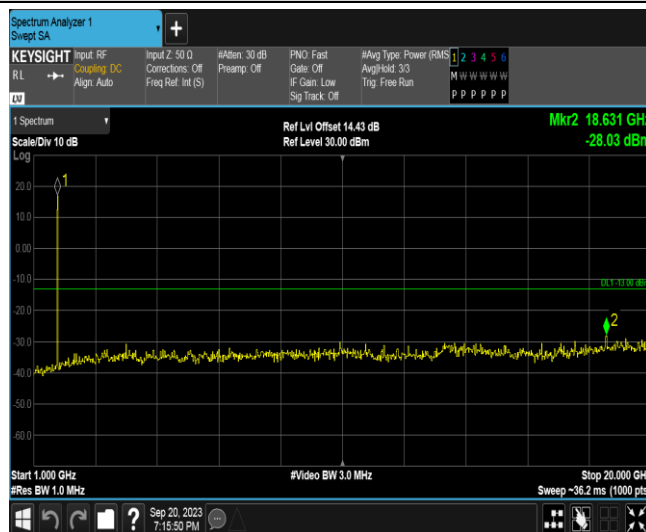 Spectrum Analyzer 1
Swept SA
+
KEYSIGHT
RL
LXI
Input: RF
Coupling: DC
Align: Auto
Input Z: 50 Ω
Corrections: Off
Freq Ref: Int (S)
#Atten: 30 dB
Preamp: Off
PNO: Fast
Gate: Off
IF Gain: Low
Sig Track: Off
#Avg Type: Power (RMS
Avg|Hold: 3/3
Trig: Free Run
1 2 3 4 5 6
M W W W W W
P P P P P P
1 Spectrum
Scale/Div 10 dB
Log
Ref Lvl Offset 14.43 dB
Ref Level 30.00 dBm
Mkr2 18.631 GHz
-28.03 dBm
1
20.0
10.0
0.00
-10.0
DL1 -13.00 dBm
-20.0
2
-30.0
-40.0
-50.0
-60.0
Start 1.000 GHz
#Res BW 1.0 MHz
#Video BW 3.0 MHz
Stop 20.000 GHz
Sweep ~36.2 ms (1000 pts
?
Sep 20, 2023
7:15:50 PM